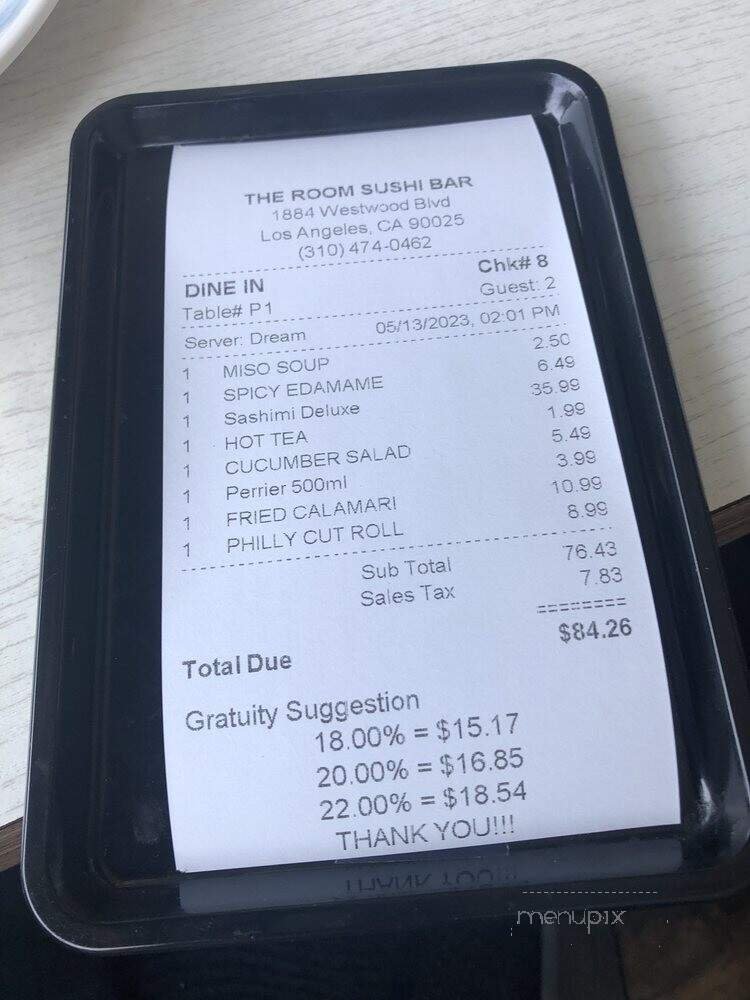 THE ROOM SUSHI BAR
1884 Westwood Blvd
Los Angeles, CA 90025
(310) 474-0462
DINE IN Chk# 8
Table# P1 Guest: 2
Server: Dream 05/13/2023, 02:01 PM
1 MISO SOUP 2.50
1 SPICY EDAMAME 6.49
1 Sashimi Deluxe 35.99
1 HOT TEA 1.99
1 CUCUMBER SALAD 5.49
1 Perrier 500ml 3.99
1 FRIED CALAMARI 10.99
1 PHILLY CUT ROLL 8.99
Sub Total 76.43
Sales Tax 7.83
========
Total Due $84.26
Gratuity Suggestion
18.00% = $15.17
20.00% = $16.85
22.00% = $18.54
THANK YOU!!!
menupix